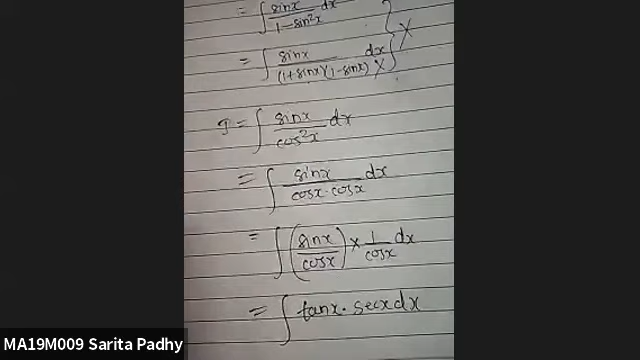 = ∫ sinx/1-sin²x dx
= ∫ sinx/(1+sinx)(1-sinx) dx } X
I = ∫ sinx/cos²x dx
= ∫ sinx/cosx·cosx dx
= ∫ (sinx/cosx) × 1/cosx dx
= ∫ tanx · secx dx
MA19M009 Sarita Padhy